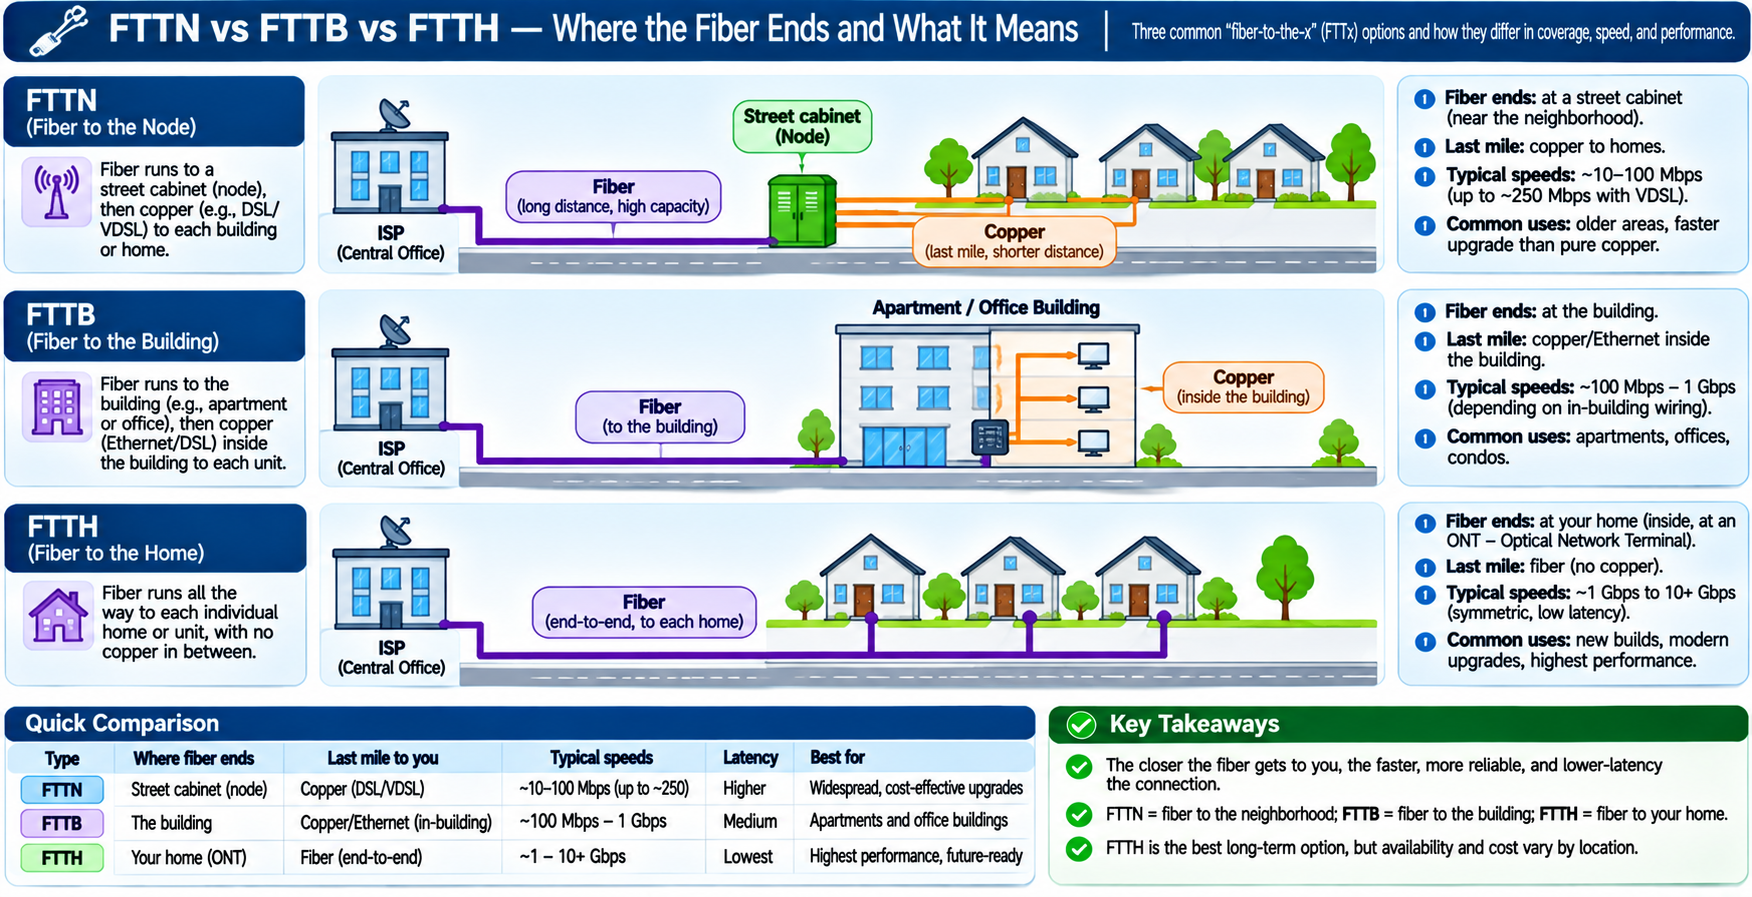 FTTN vs FTTB vs FTTH — Where the Fiber Ends and What It Means
Three common "fiber-to-the-x" (FTTx) options and how they differ in coverage, speed, and performance.
FTTN
(Fiber to the Node)
Fiber runs to a
street cabinet (node),
then copper (e.g., DSL/
VDSL) to each building
or home.
ISP
(Central Office)
Fiber
(long distance, high capacity)
Street cabinet
(Node)
Copper
(last mile, shorter distance)
Fiber ends: at a street cabinet
(near the neighborhood).
Last mile: copper to homes.
Typical speeds: ~10–100 Mbps
(up to ~250 Mbps with VDSL).
Common uses: older areas, faster
upgrade than pure copper.
FTTB
(Fiber to the Building)
Fiber runs to the
building (e.g., apartment
or office), then copper
(Ethernet/DSL) inside
the building to each unit.
ISP
(Central Office)
Fiber
(to the building)
Apartment / Office Building
Copper
(inside the building)
Fiber ends: at the building.
Last mile: copper/Ethernet inside
the building.
Typical speeds: ~100 Mbps – 1 Gbps
(depending on in-building wiring).
Common uses: apartments, offices,
condos.
FTTH
(Fiber to the Home)
Fiber runs all the
way to each individual
home or unit, with no
copper in between.
ISP
(Central Office)
Fiber
(end-to-end, to each home)
Fiber ends: at your home (inside, at an
ONT – Optical Network Terminal).
Last mile: fiber (no copper).
Typical speeds: ~1 Gbps to 10+ Gbps
(symmetric, low latency).
Common uses: new builds, modern
upgrades, highest performance.
Quick Comparison
Type Where fiber ends Last mile to you Typical speeds Latency Best for
FTTN Street cabinet (node) Copper (DSL/VDSL) ~10–100 Mbps (up to ~250) Higher Widespread, cost-effective upgrades
FTTB The building Copper/Ethernet (in-building) ~100 Mbps – 1 Gbps Medium Apartments and office buildings
FTTH Your home (ONT) Fiber (end-to-end) ~1 – 10+ Gbps Lowest Highest performance, future-ready
Key Takeaways
The closer the fiber gets to you, the faster, more reliable, and lower-latency
the connection.
FTTN = fiber to the neighborhood; FTTB = fiber to the building; FTTH = fiber to your home.
FTTH is the best long-term option, but availability and cost vary by location.